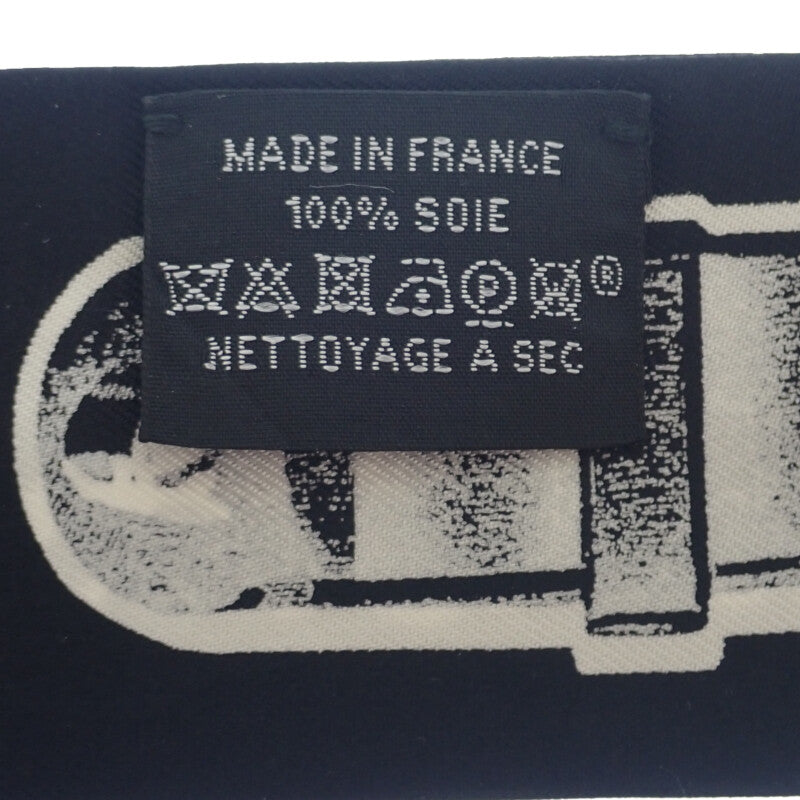 MADE IN FRANCE
100% SOIE
P W ®
NETTOYAGE A SEC